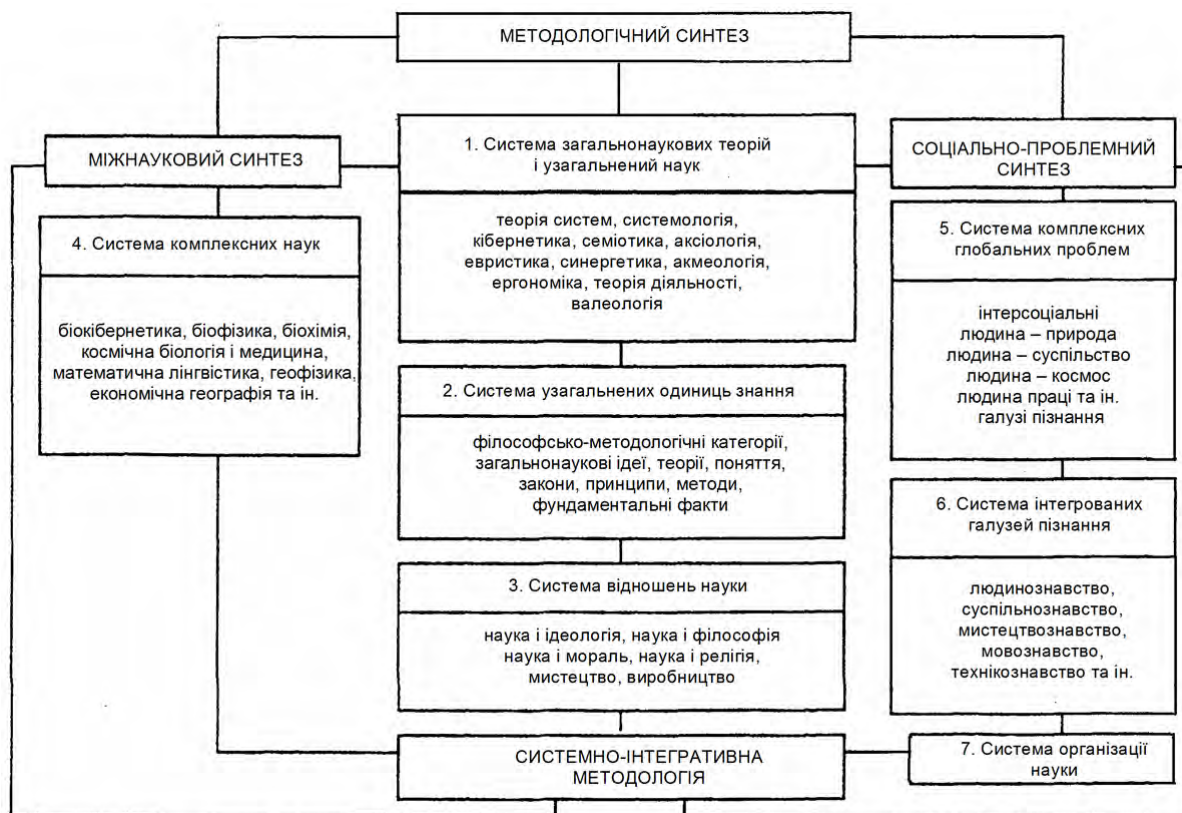 МЕТОДОЛОГІЧНИЙ СИНТЕЗ
МІЖНАУКОВИЙ СИНТЕЗ
1. Система загальнонаукових теорій
і узагальнений наук
СОЦІАЛЬНО-ПРОБЛЕМНИЙ
СИНТЕЗ
4. Система комплексних наук
біокібернетика, біофізика, біохімія,
космічна біологія і медицина,
математична лінгвістика, геофізика,
економічна географія та ін.
теорія систем, системологія,
кібернетика, семіотика, аксіологія,
евристика, синергетика, акмеологія,
ергономіка, теорія діяльності,
валеологія
2. Система узагальнених одиниць знання
філософсько-методологічні категорії,
загальнонаукові ідеї, теорії, поняття,
закони, принципи, методи,
фундаментальні факти
3. Система відношень науки
наука і ідеологія, наука і філософія
наука і мораль, наука і релігія,
мистецтво, виробництво
5. Система комплексних
глобальних проблем
інтерсоціальні
людина – природа
людина – суспільство
людина – космос
людина праці та ін.
галузі пізнання
6. Система інтегрованих
галузей пізнання
людинознавство,
суспільнознавство,
мистецтвознавство,
мовознавство,
технікознавство та ін.
СИСТЕМНО-ІНТЕГРАТИВНА
МЕТОДОЛОГІЯ
7. Система організації
науки